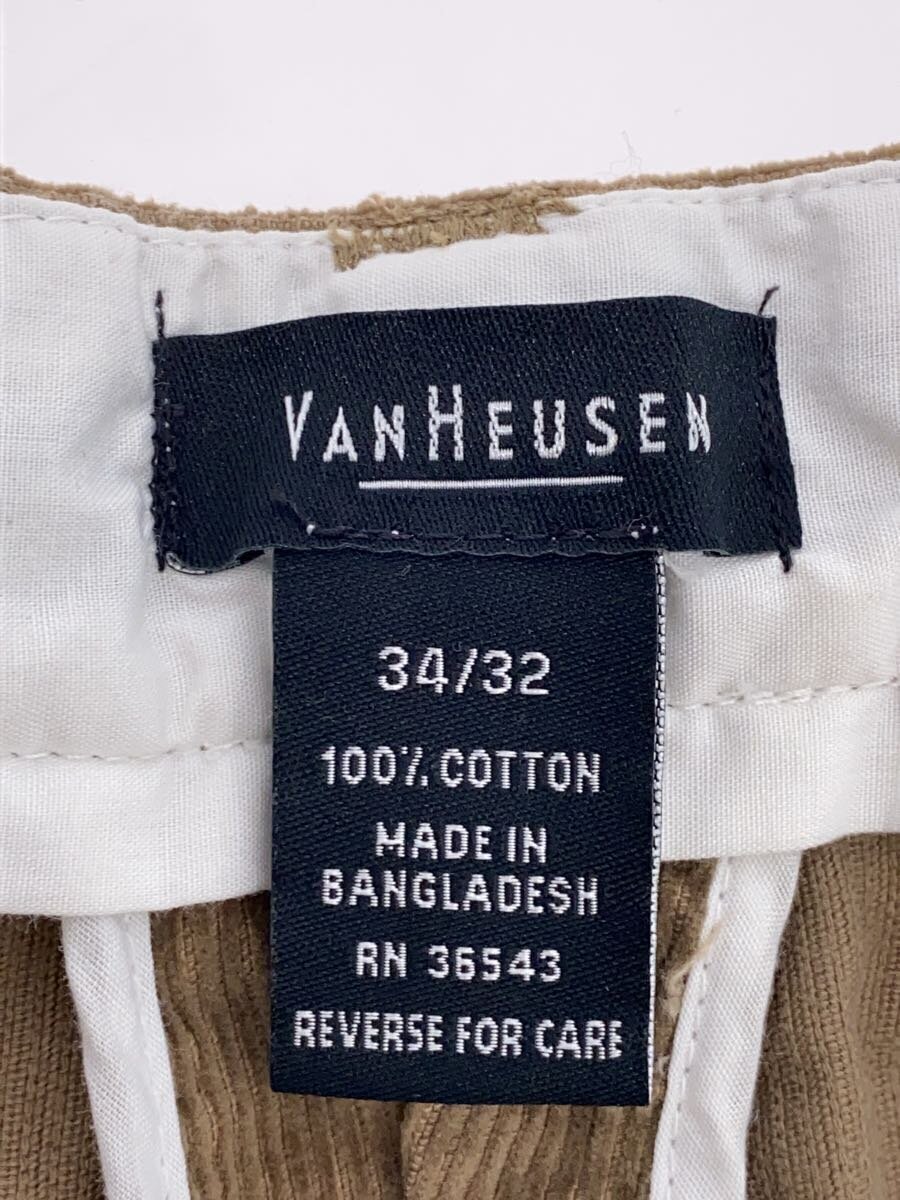 VANHEUSEN
34/32
100% COTTON
MADE IN
BANGLADESH
RN 36543
REVERSE FOR CARE